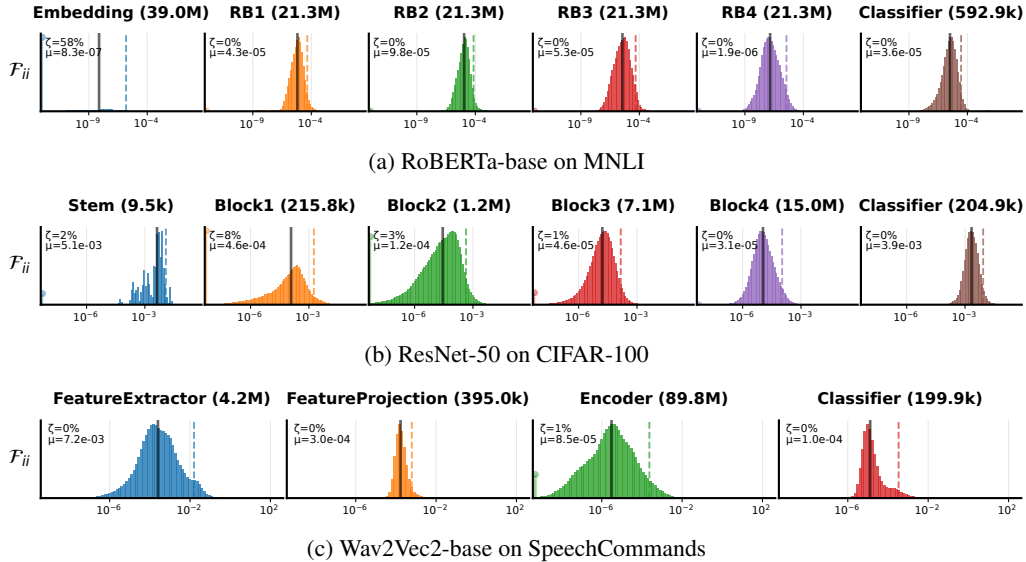 Embedding (39.0M) RB1 (21.3M) RB2 (21.3M) RB3 (21.3M) RB4 (21.3M) Classifier (592.9k)
ζ=58% ζ=0% ζ=0% ζ=0% ζ=0% ζ=0%
μ=8.3e-07 μ=4.3e-05 μ=9.8e-05 μ=5.3e-05 μ=1.9e-06 μ=3.6e-05
𝓕ᵢᵢ
10⁻⁹ 10⁻⁴ 10⁻⁹ 10⁻⁴ 10⁻⁹ 10⁻⁴ 10⁻⁹ 10⁻⁴ 10⁻⁹ 10⁻⁴ 10⁻⁹ 10⁻⁴
(a) RoBERTa-base on MNLI
Stem (9.5k) Block1 (215.8k) Block2 (1.2M) Block3 (7.1M) Block4 (15.0M) Classifier (204.9k)
ζ=2% ζ=8% ζ=3% ζ=1% ζ=0% ζ=0%
μ=5.1e-03 μ=4.6e-04 μ=1.2e-04 μ=4.6e-05 μ=3.1e-05 μ=3.9e-03
𝓕ᵢᵢ
10⁻⁶ 10⁻³ 10⁻⁶ 10⁻³ 10⁻⁶ 10⁻³ 10⁻⁶ 10⁻³ 10⁻⁶ 10⁻³ 10⁻⁶ 10⁻³
(b) ResNet-50 on CIFAR-100
FeatureExtractor (4.2M) FeatureProjection (395.0k) Encoder (89.8M) Classifier (199.9k)
ζ=0% ζ=0% ζ=1% ζ=0%
μ=7.2e-03 μ=3.0e-04 μ=8.5e-05 μ=1.0e-04
𝓕ᵢᵢ
10⁻⁶ 10⁻² 10² 10⁻⁶ 10⁻² 10² 10⁻⁶ 10⁻² 10² 10⁻⁶ 10⁻² 10²
(c) Wav2Vec2-base on SpeechCommands